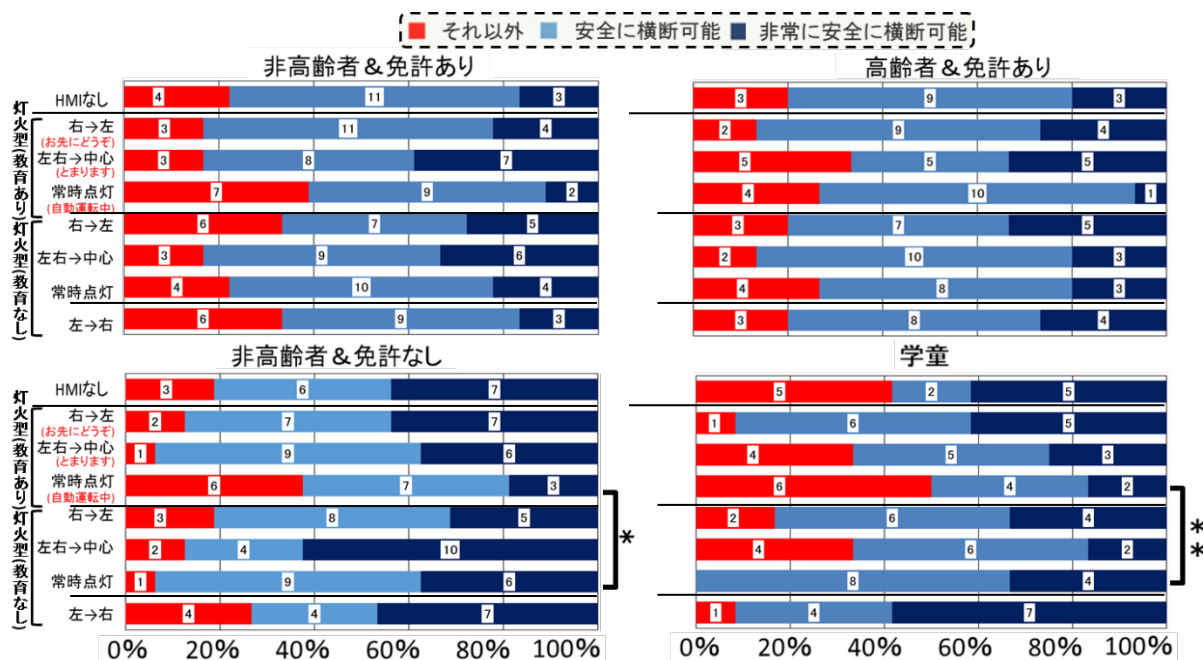 それ以外 安全に横断可能 非常に安全に横断可能
非高齢者&免許あり
灯火型(教育あり)
灯火型(教育なし)
HMIなし 4 11 3
右→左 3 11 4
(お先にどうぞ)
左右→中心 3 8 7
(とまります)
常時点灯 7 9 2
(自動運転中)
右→左 6 7 5
左右→中心 3 9 6
常時点灯 4 10 4
左→右 6 9 3
高齢者&免許あり
3 9 3
2 9 4
5 5 5
4 10 1
3 7 5
2 10 3
4 8 3
3 8 4
非高齢者&免許なし
灯火型(教育あり)
灯火型(教育なし)
HMIなし 3 6 7
右→左 2 7 7
(お先にどうぞ)
左右→中心 1 9 6
(とまります)
常時点灯 6 7 3
(自動運転中)
右→左 3 8 5
左右→中心 2 4 10
常時点灯 1 9 6
左→右 4 4 7
*
0% 20% 40% 60% 80% 100%
学童
5 2 5
1 6 5
4 5 3
6 4 2
2 6 4
4 6 2
8 4
1 4 7
**
0% 20% 40% 60% 80% 100%